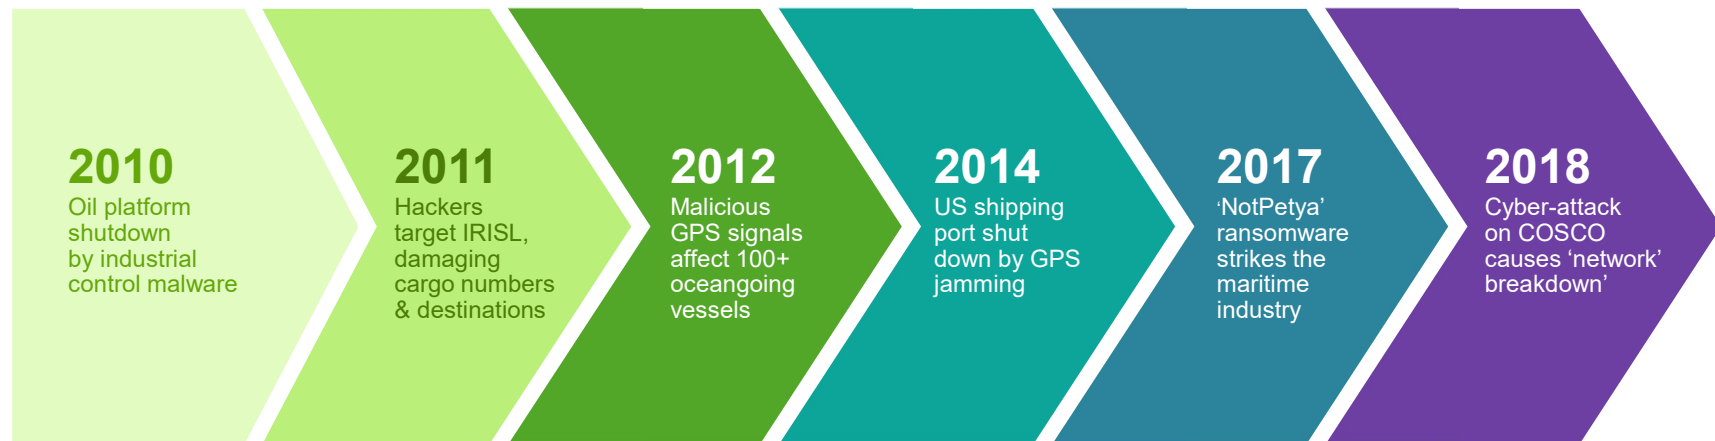 2010
Oil platform
shutdown
by industrial
control malware
2011
Hackers
target IRISL,
damaging
cargo numbers
& destinations
2012
Malicious
GPS signals
affect 100+
oceangoing
vessels
2014
US shipping
port shut
down by GPS
jamming
2017
‘NotPetya’
ransomware
strikes the
maritime
industry
2018
Cyber-attack
on COSCO
causes ‘network’
breakdown’